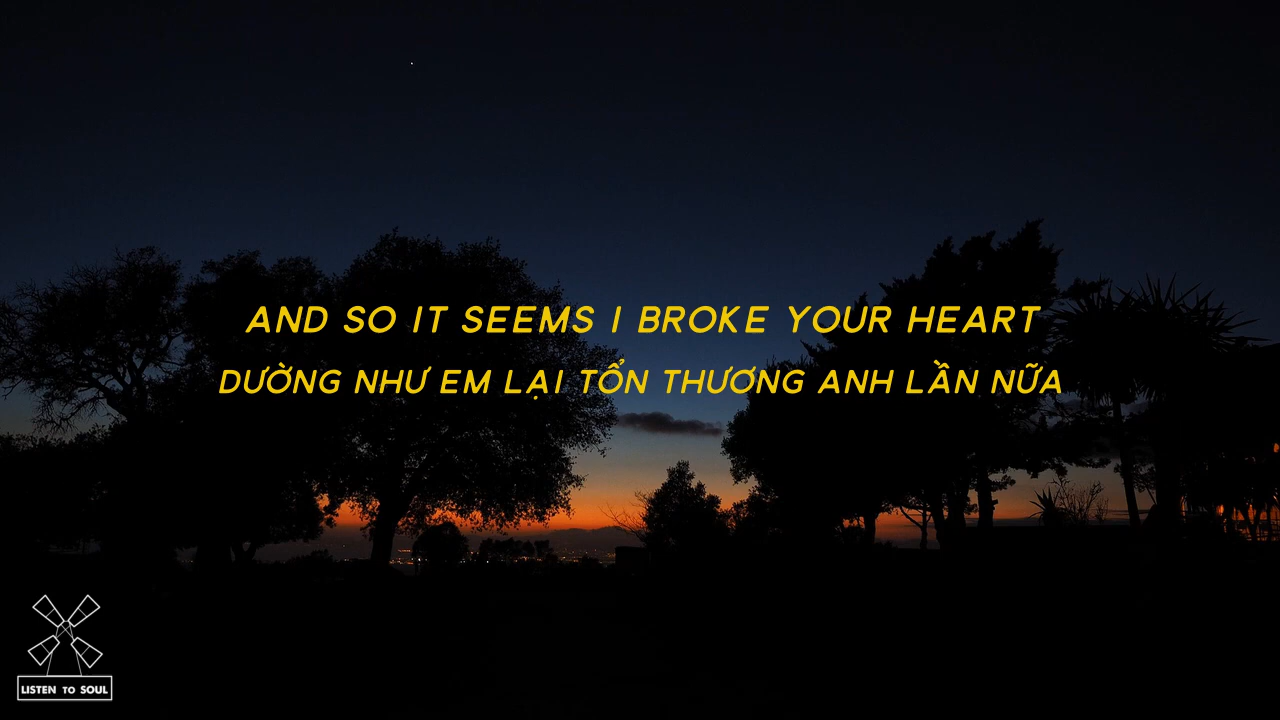 AND SO IT SEEMS I BROKE YOUR HEART
DƯỜNG NHƯ EM LẠI TỔN THƯƠNG ANH LẦN NỮA
LISTEN TO SOUL